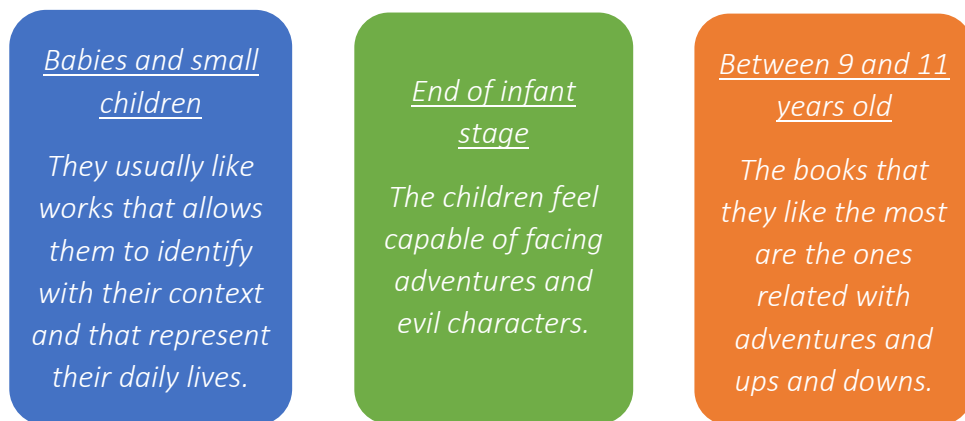 Babies and small
children
They usually like
works that allows
them to identify
with their context
and that represent
their daily lives.
End of infant
stage
The children feel
capable of facing
adventures and
evil characters.
Between 9 and 11
years old
The books that
they like the most
are the ones
related with
adventures and
ups and downs.